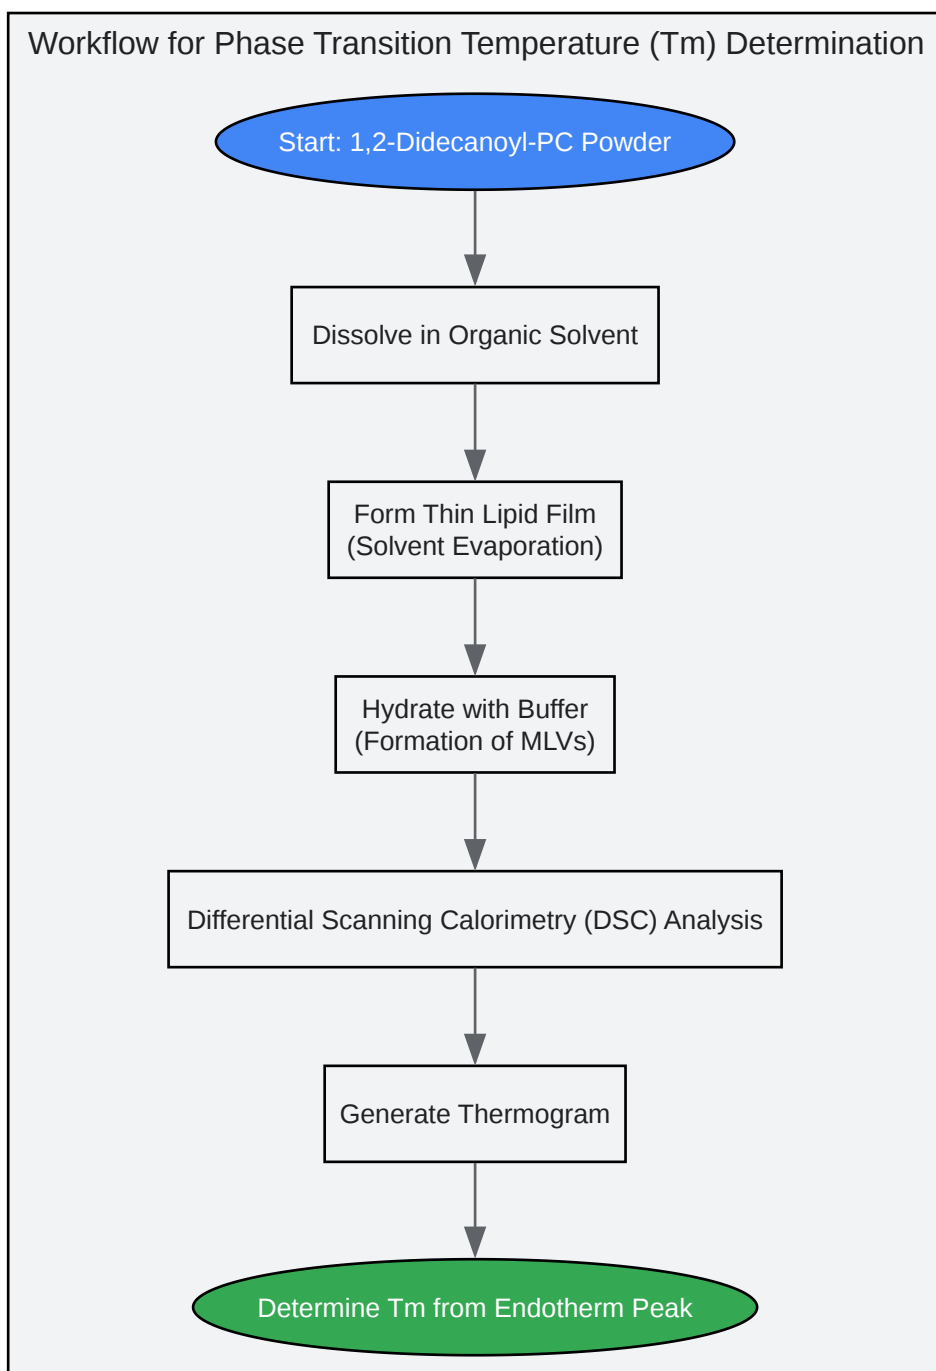 Workflow for Phase Transition Temperature (Tm) Determination
Start: 1,2-Didecanoyl-PC Powder
Dissolve in Organic Solvent
Form Thin Lipid Film
(Solvent Evaporation)
Hydrate with Buffer
(Formation of MLVs)
Differential Scanning Calorimetry (DSC) Analysis
Generate Thermogram
Determine Tm from Endotherm Peak